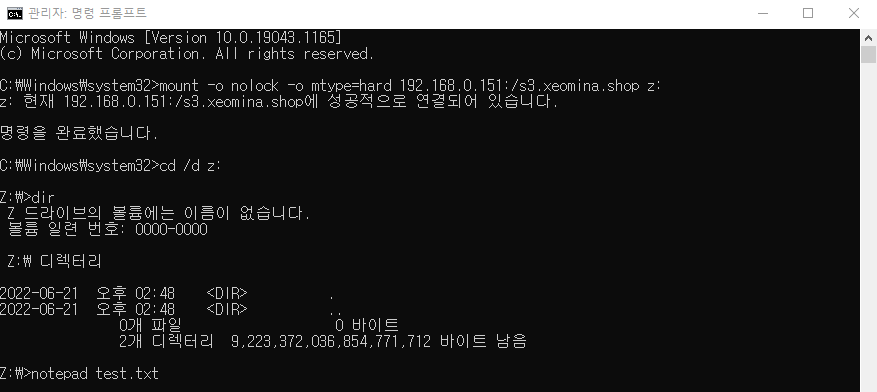 관리자: 명령 프롬프트
Microsoft Windows [Version 10.0.19043.1165]
(c) Microsoft Corporation. All rights reserved.
C:₩Windows₩system32>mount -o nolock -o mtype=hard 192.168.0.151:/s3.xeomina.shop z:
z: 현재 192.168.0.151:/s3.xeomina.shop에 성공적으로 연결되어 있습니다.
명령을 완료했습니다.
C:₩Windows₩system32>cd /d z:
Z:₩>dir
Z 드라이브의 볼륨에는 이름이 없습니다.
볼륨 일련 번호: 0000-0000
Z:₩ 디렉터리
2022-06-21 오후 02:48 <DIR> .
2022-06-21 오후 02:48 <DIR> ..
0개 파일 0 바이트
2개 디렉터리 9,223,372,036,854,771,712 바이트 남음
Z:₩>notepad test.txt